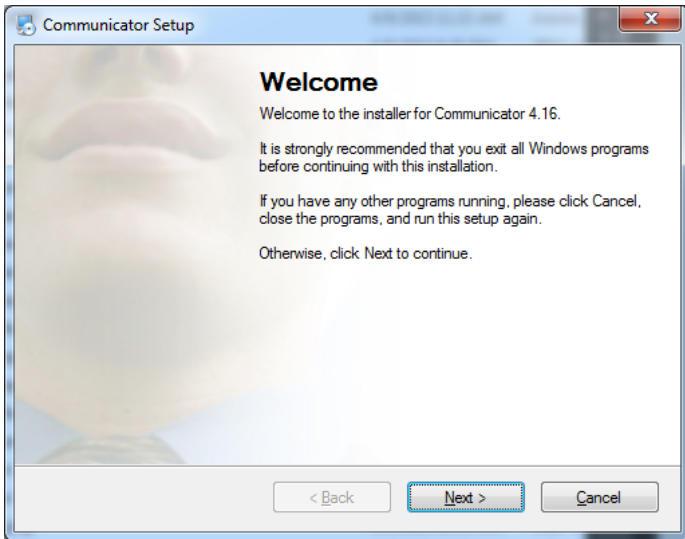 Communicator Setup
Welcome
Welcome to the installer for Communicator 4.16.
It is strongly recommended that you exit all Windows programs
before continuing with this installation.
If you have any other programs running, please click Cancel,
close the programs, and run this setup again.
Otherwise, click Next to continue.
< Back
Next >
Cancel